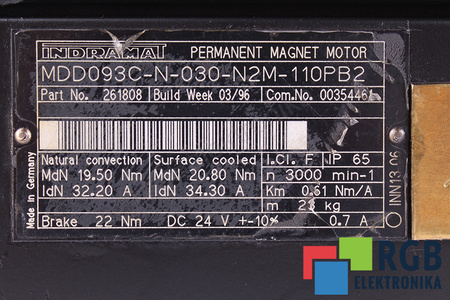 INDRAMAT PERMANENT MAGNET MOTOR
MDD093C-N-030-N2M-110PB2
Part No. 261808 Build Week 03/96 Com.No.
Natural convection Surface cooled I.Cl. F IP 65
MdN 19.50 Nm MdN 20.80 Nm n 3000 min-1
IdN 32.20 A IdN 34.30 A Km 0.61 Nm/A
m kg
Brake 22 Nm DC 24 V +-10% 0.7 A
Made in Germany
INN13.06
RGB
ELEKTRONIKA